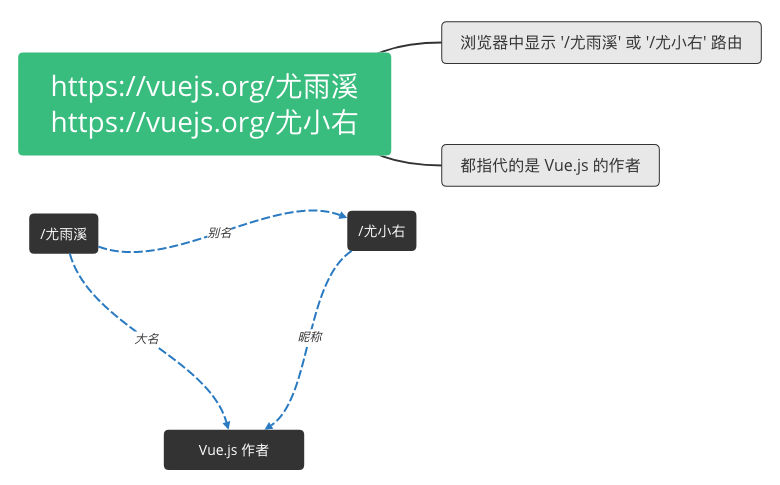 浏览器中显示 '/尤雨溪' 或 '/尤小右' 路由
https://vuejs.org/尤雨溪
https://vuejs.org/尤小右
都指代的是 Vue.js 的作者
/尤雨溪
别名
/尤小右
大名
昵称
Vue.js 作者